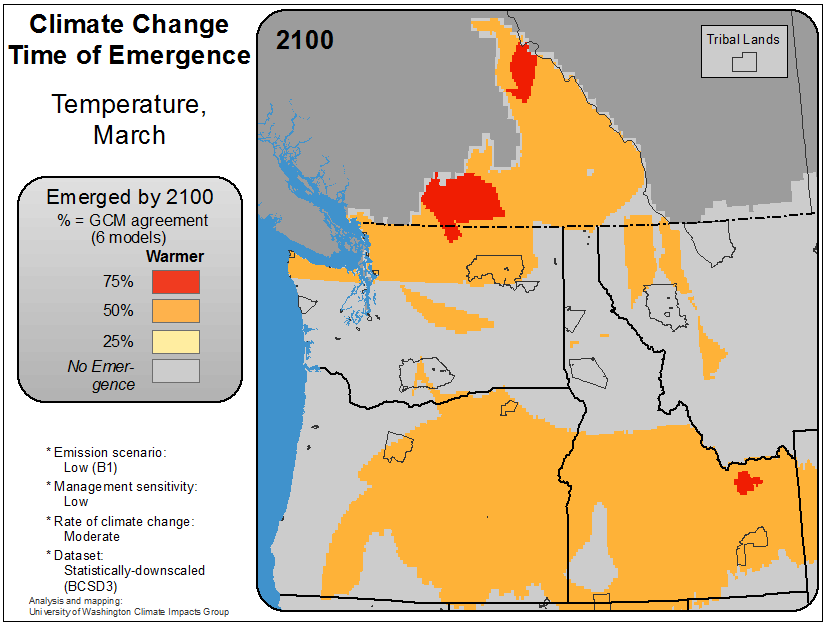 Climate Change
Time of Emergence
Temperature,
March
Emerged by 2100
% = GCM agreement
(6 models)
Warmer
75%
50%
25%
No Emer-
gence
* Emission scenario:
Low (B1)
* Management sensitivity:
Low
* Rate of climate change:
Moderate
* Dataset:
Statistically-downscaled
(BCSD3)
Analysis and mapping:
University of Washington Climate Impacts Group
2100
Tribal Lands